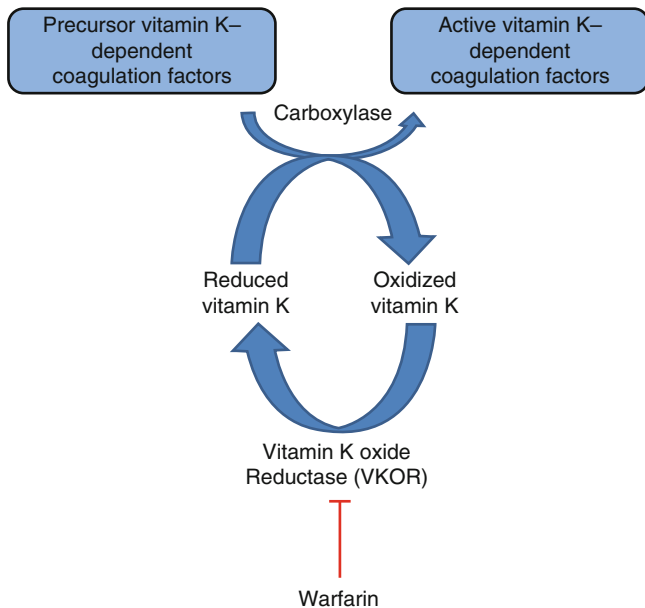 Precursor vitamin K–
dependent
coagulation factors
Active vitamin K–
dependent
coagulation factors
Carboxylase
Reduced
vitamin K
Oxidized
vitamin K
Vitamin K oxide
Reductase (VKOR)
Warfarin